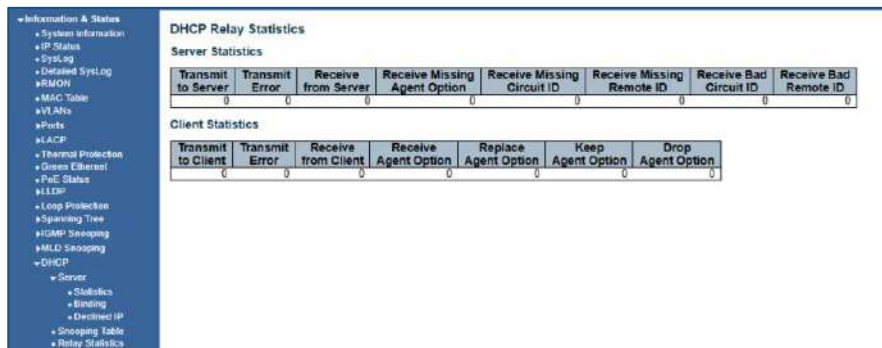 Information & Status
System Information
IP Status
SysLog
Detailed SysLog
RMON
MAC Table
VLANs
Ports
LACP
Thermal Protection
Green Ethernet
PoE Status
LLDP
Loop Protection
Spanning Tree
IGMP Snooping
MLD Snooping
DHCP
Server
Statistics
Binding
Declined IP
Snooping Table
Relay Statistics
DHCP Relay Statistics
Server Statistics
Transmit to Server Transmit Error Receive from Server Receive Missing Agent Option Receive Missing Circuit ID Receive Missing Remote ID Receive Bad Circuit ID Receive Bad Remote ID
0 0 0 0 0 0 0 0
Client Statistics
Transmit to Client Transmit Error Receive from Client Receive Agent Option Replace Agent Option Keep Agent Option Drop Agent Option
0 0 0 0 0 0 0